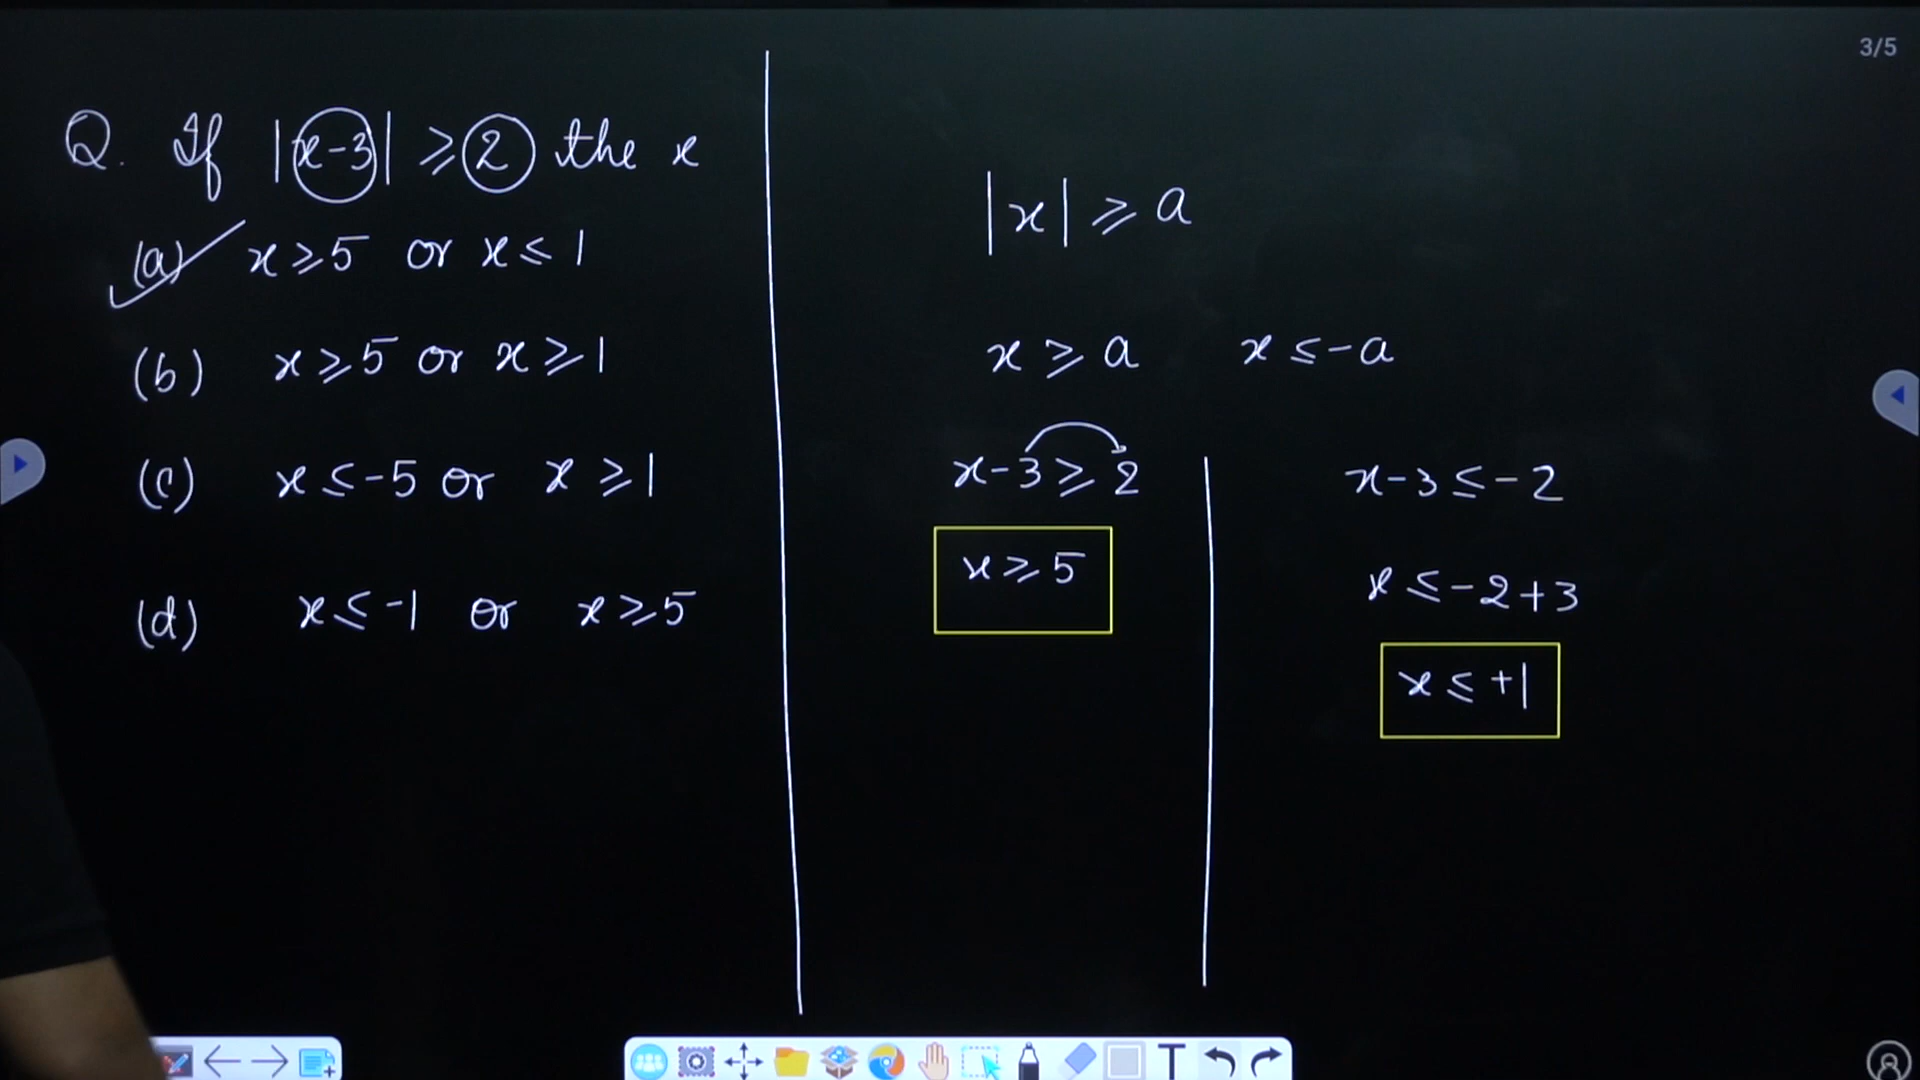 3/5
Q. If |x-3| ≥ 2 the x
(a) x ≥ 5 or x ≤ 1
(b) x ≥ 5 or x ≥ 1
(c) x ≤ -5 or x ≥ 1
(d) x ≤ -1 or x ≥ 5
|x| ≥ a
x ≥ a x ≤ -a
x-3 ≥ 2
x ≥ 5
x-3 ≤ -2
x ≤ -2+3
x ≤ +1
T